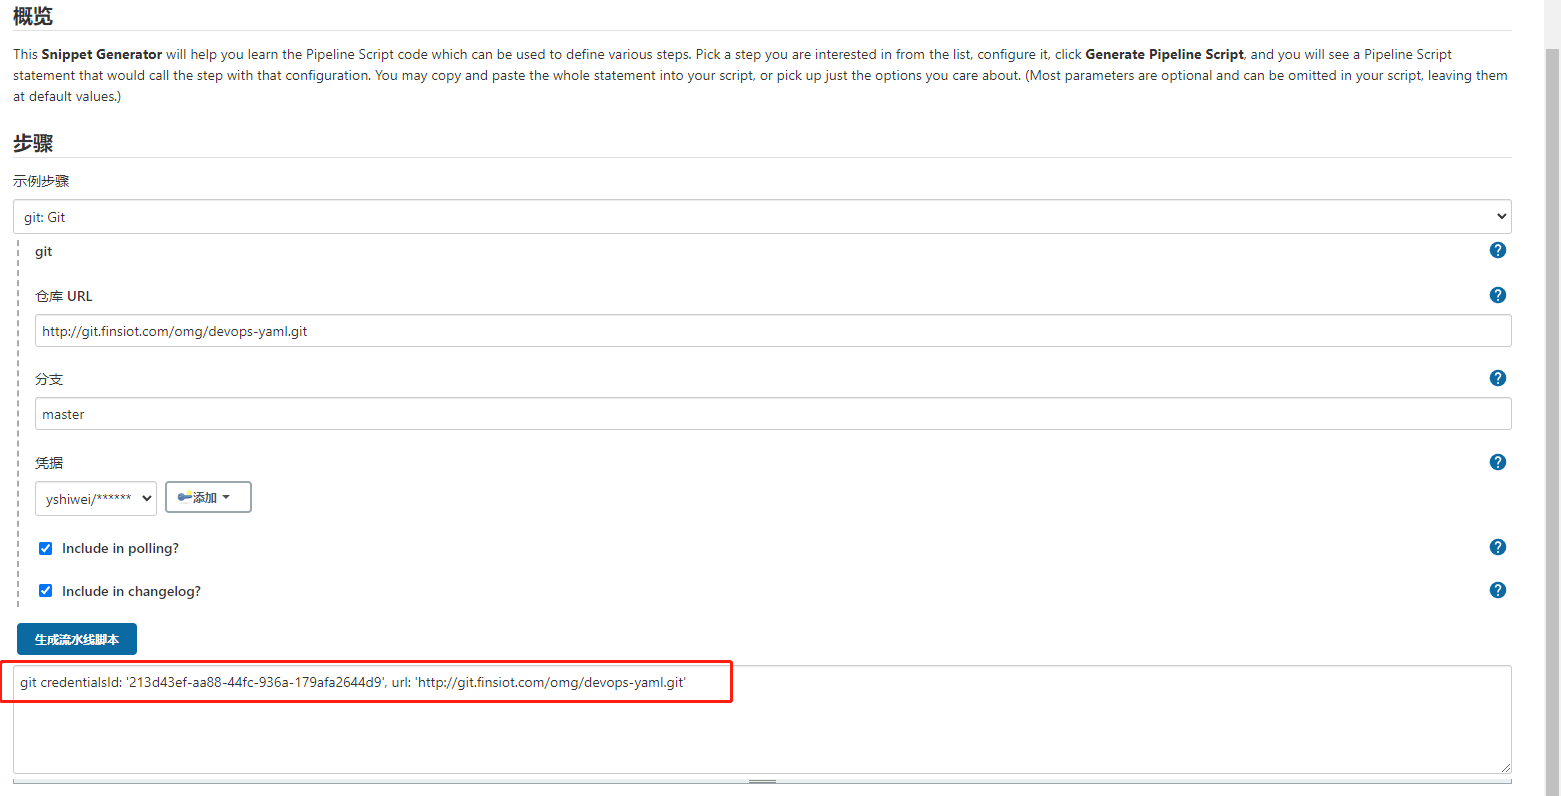 概览
This Snippet Generator will help you learn the Pipeline Script code which can be used to define various steps. Pick a step you are interested in from the list, configure it, click Generate Pipeline Script, and you will see a Pipeline Script
statement that would call the step with that configuration. You may copy and paste the whole statement into your script, or pick up just the options you care about. (Most parameters are optional and can be omitted in your script, leaving them
at default values.)
步骤
示例步骤
git: Git
git
仓库 URL
http://git.finsiot.com/omg/devops-yaml.git
分支
master
凭据
yshiwei/******
添加
Include in polling?
Include in changelog?
生成流水线脚本
git credentialsId: '213d43ef-aa88-44fc-936a-179afa2644d9', url: 'http://git.finsiot.com/omg/devops-yaml.git'